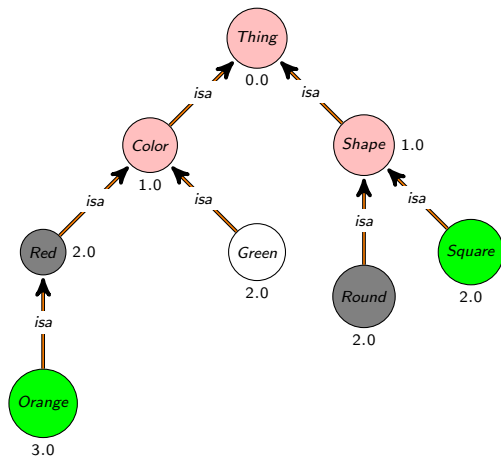 Thing
0.0
isa
isa
Color
1.0
Shape
1.0
isa
isa
isa
isa
Red
2.0
Green
2.0
Round
2.0
Square
2.0
isa
Orange
3.0